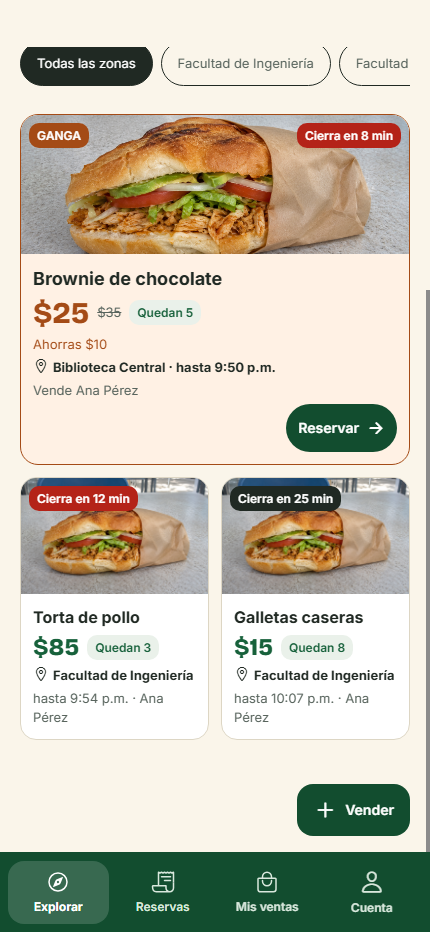 Todas las zonas
Facultad de Ingeniería
Facultad
GANGA
Cierra en 8 min
Brownie de chocolate
$25 $35 Quedan 5
Ahorras $10
Biblioteca Central · hasta 9:50 p.m.
Vende Ana Pérez
Reservar
Cierra en 12 min
Torta de pollo
$85 Quedan 3
Facultad de Ingeniería
hasta 9:54 p.m. · Ana
Pérez
Cierra en 25 min
Galletas caseras
$15 Quedan 8
Facultad de Ingeniería
hasta 10:07 p.m. · Ana
Pérez
Vender
Explorar
Reservas
Mis ventas
Cuenta